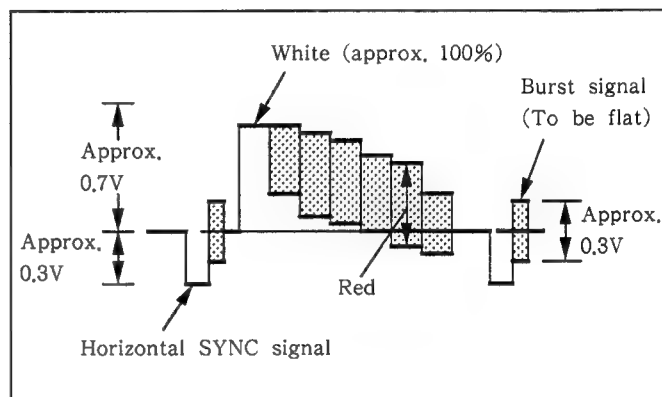 White (approx. 100%)
Burst signal
(To be flat)
Approx.
0.7V
Approx.
0.3V
Approx.
0.3V
Red
Horizontal SYNC signal